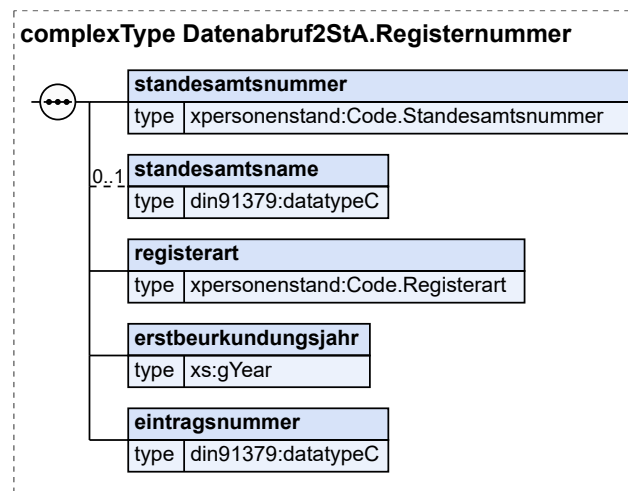 complexType Datenabruf2StA.Registernummer
standesamtsnummer
type xpersonenstand:Code.Standesamtsnummer
0..1
standesamtsname
type din91379:datatypeC
registerart
type xpersonenstand:Code.Registerart
erstbeurkundungsjahr
type xs:gYear
eintragsnummer
type din91379:datatypeC